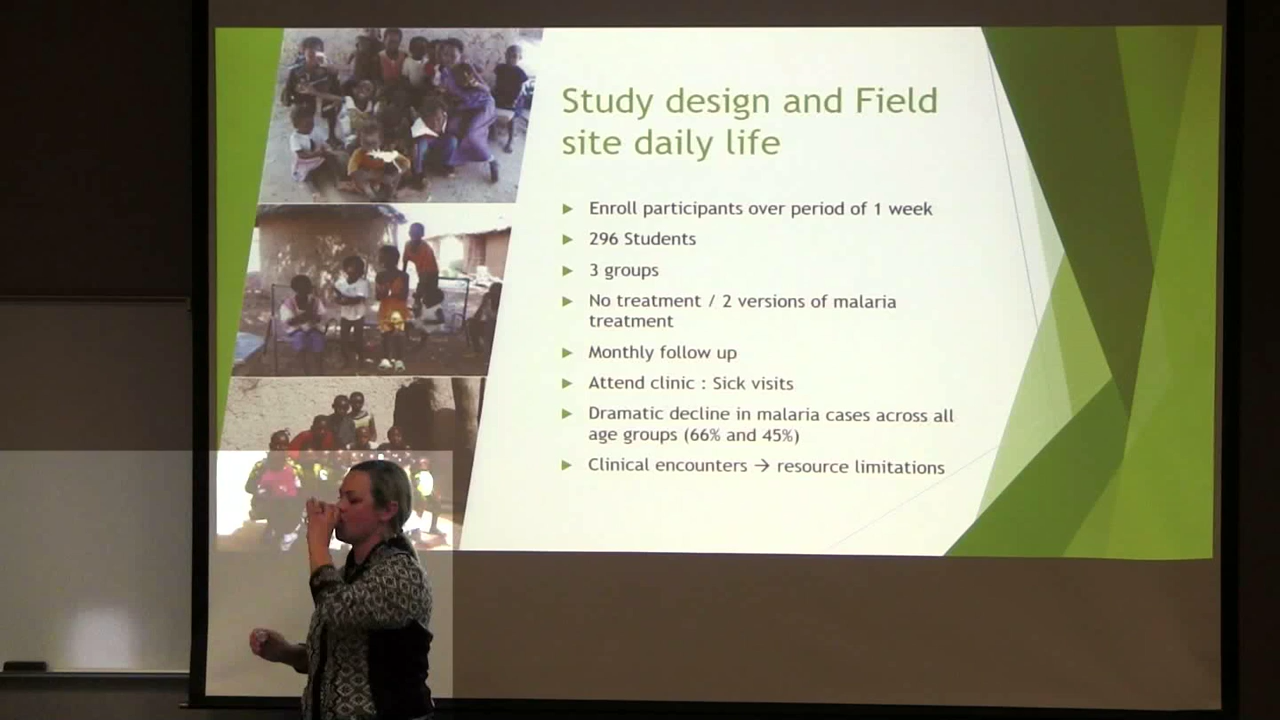 Study design and Field
site daily life
Enroll participants over period of 1 week
296 Students
3 groups
No treatment / 2 versions of malaria
treatment
Monthly follow up
Attend clinic : Sick visits
Dramatic decline in malaria cases across all
age groups (66% and 45%)
Clinical encounters → resource limitations